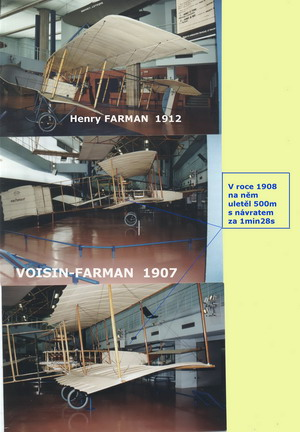 Henry FARMAN 1912
V roce 1908
na něm
uletěl 500m
s návratem
za 1min28s
VOISIN-FARMAN 1907